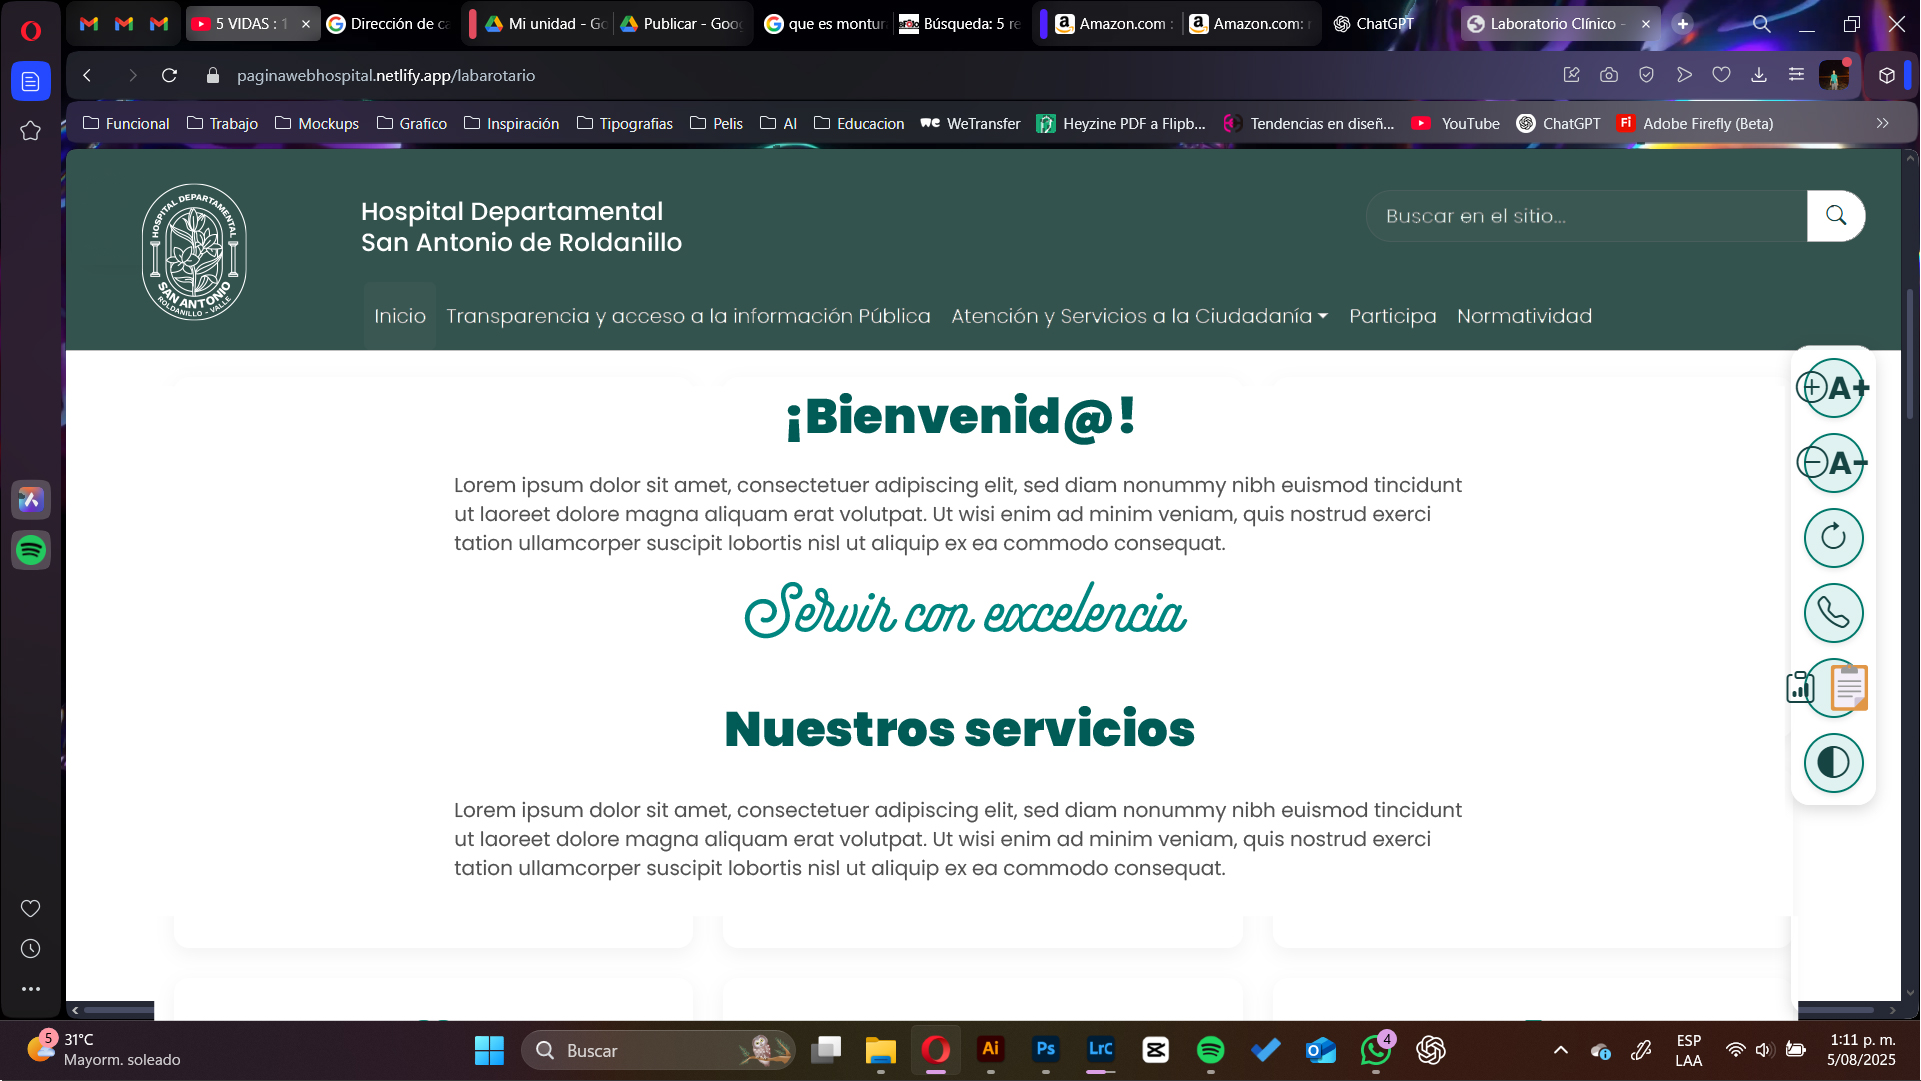 5 VIDAS : 1
Dirección de ca
Mi unidad - Go
Publicar - Goog
que es montur
Búsqueda: 5 re
Amazon.com :
Amazon.com: r
ChatGPT
Laboratorio Clínico -
paginawebhospital.netlify.app/labarotario
Funcional
Trabajo
Mockups
Grafico
Inspiración
Tipografias
Pelis
AI
Educacion
WeTransfer
Heyzine PDF a Flipb...
Tendencias en diseñ...
YouTube
ChatGPT
Adobe Firefly (Beta)
HOSPITAL DEPARTAMENTAL
SAN ANTONIO
ROLDANILLO - VALLE
Hospital Departamental
San Antonio de Roldanillo
Buscar en el sitio...
Inicio
Transparencia y acceso a la información Pública
Atención y Servicios a la Ciudadanía
Participa
Normatividad
A+
A-
¡Bienvenid@!
Lorem ipsum dolor sit amet, consectetuer adipiscing elit, sed diam nonummy nibh euismod tincidunt
ut laoreet dolore magna aliquam erat volutpat. Ut wisi enim ad minim veniam, quis nostrud exerci
tation ullamcorper suscipit lobortis nisl ut aliquip ex ea commodo consequat.
Servir con excelencia
Nuestros servicios
Lorem ipsum dolor sit amet, consectetuer adipiscing elit, sed diam nonummy nibh euismod tincidunt
ut laoreet dolore magna aliquam erat volutpat. Ut wisi enim ad minim veniam, quis nostrud exerci
tation ullamcorper suscipit lobortis nisl ut aliquip ex ea commodo consequat.
5
31°C
Mayorm. soleado
Buscar
Ai
Ps
LrC
4
ESP
LAA
1:11 p. m.
5/08/2025